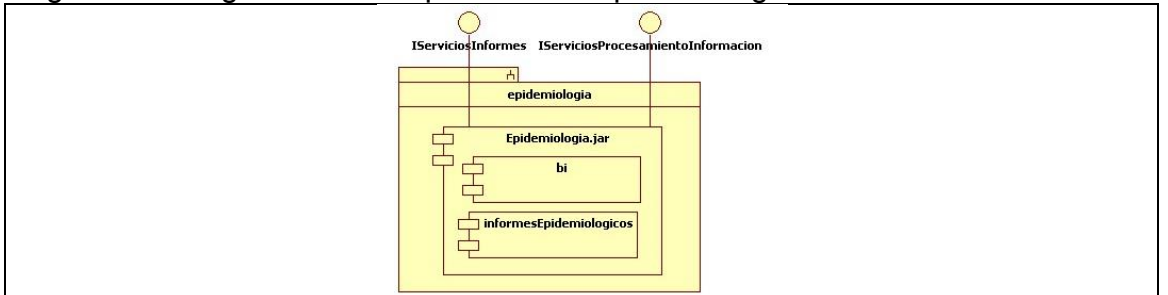 IServiciosInformes IServiciosProcesamientoInformacion
epidemiologia
Epidemiologia.jar
bi
informesEpidemiologicos